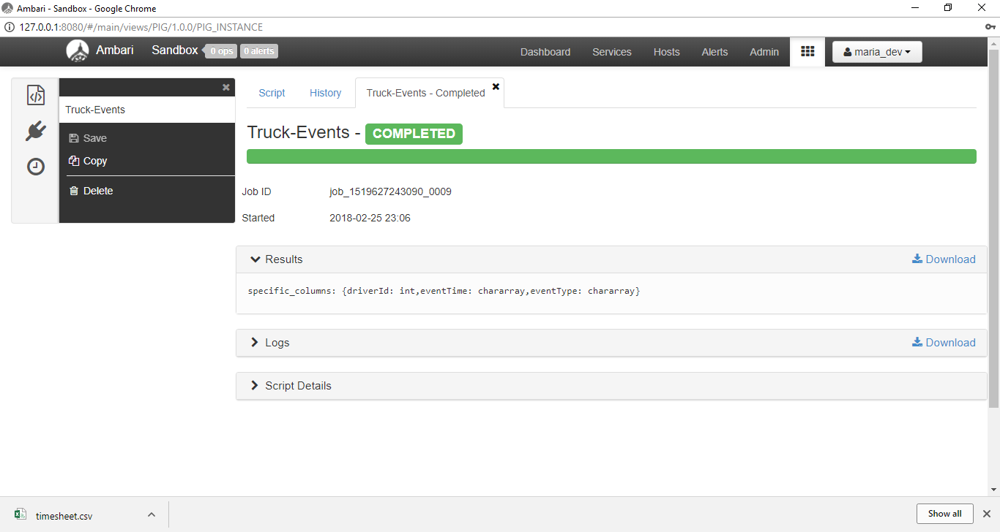 Ambari - Sandbox - Google Chrome
127.0.0.1:8080/#/main/views/PIG/1.0.0/PIG_INSTANCE
Ambari Sandbox 0 ops 0 alerts Dashboard Services Hosts Alerts Admin maria_dev
Truck-Events
Save
Copy
Delete
Script History Truck-Events - Completed
Truck-Events - COMPLETED
Job ID job_1519627243090_0009
Started 2018-02-25 23:06
Results Download
specific_columns: {driverId: int,eventTime: chararray,eventType: chararray}
Logs Download
Script Details
timesheet.csv Show all